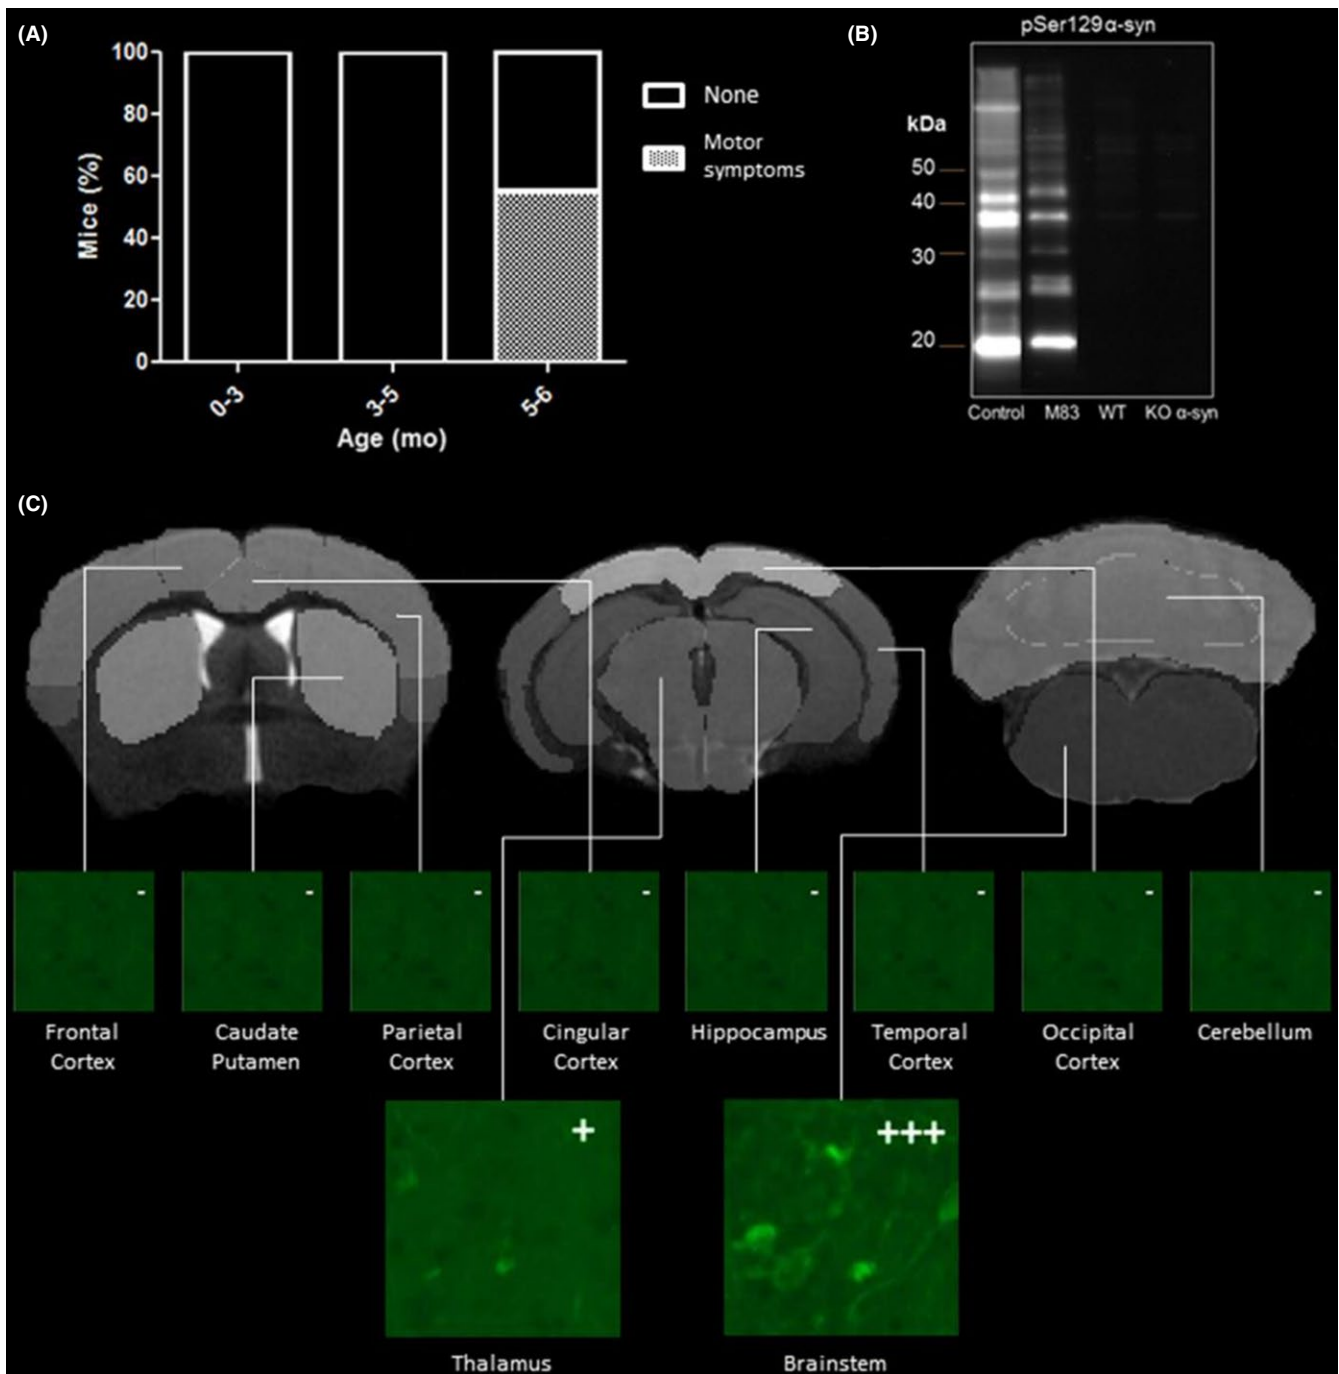 (A)
100
80
60
40
20
0
Mice (%)
0-3
3-5
5-6
Age (mo)
None
Motor
symptoms
(B)
pSer129α-syn
kDa
50
40
30
20
Control M83 WT KO α-syn
(C)
- - - - - - - -
Frontal
Cortex
Caudate
Putamen
Parietal
Cortex
Cingular
Cortex
Hippocampus
Temporal
Cortex
Occipital
Cortex
Cerebellum
+
+++
Thalamus
Brainstem